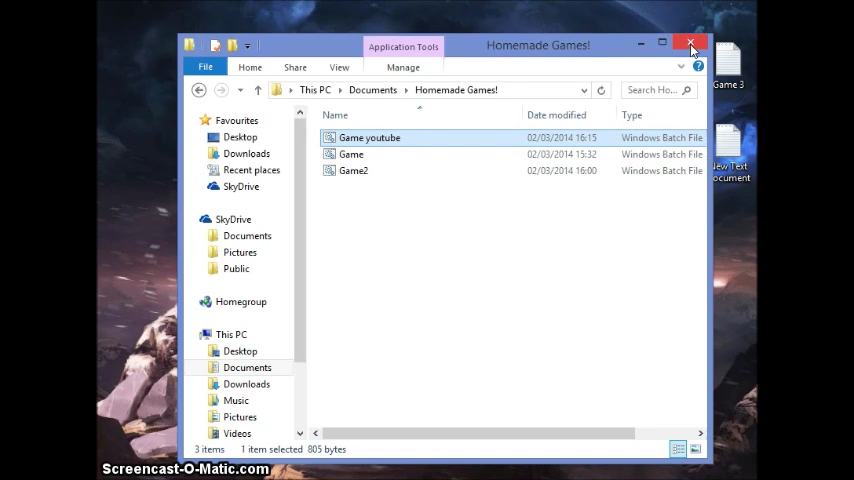 Application Tools
Homemade Games!
File
Home
Share
View
Manage
This PC
Documents
Homemade Games!
Search Ho...
Name
Date modified
Type
Favourites
Desktop
Downloads
Recent places
SkyDrive
SkyDrive
Documents
Pictures
Public
Homegroup
This PC
Desktop
Documents
Downloads
Music
Pictures
Videos
Game youtube 02/03/2014 16:15 Windows Batch File
Game 02/03/2014 15:32 Windows Batch File
Game2 02/03/2014 16:00 Windows Batch File
3 items 1 item selected 805 bytes
Game 3
Text
Document
Screencast-O-Matic.com